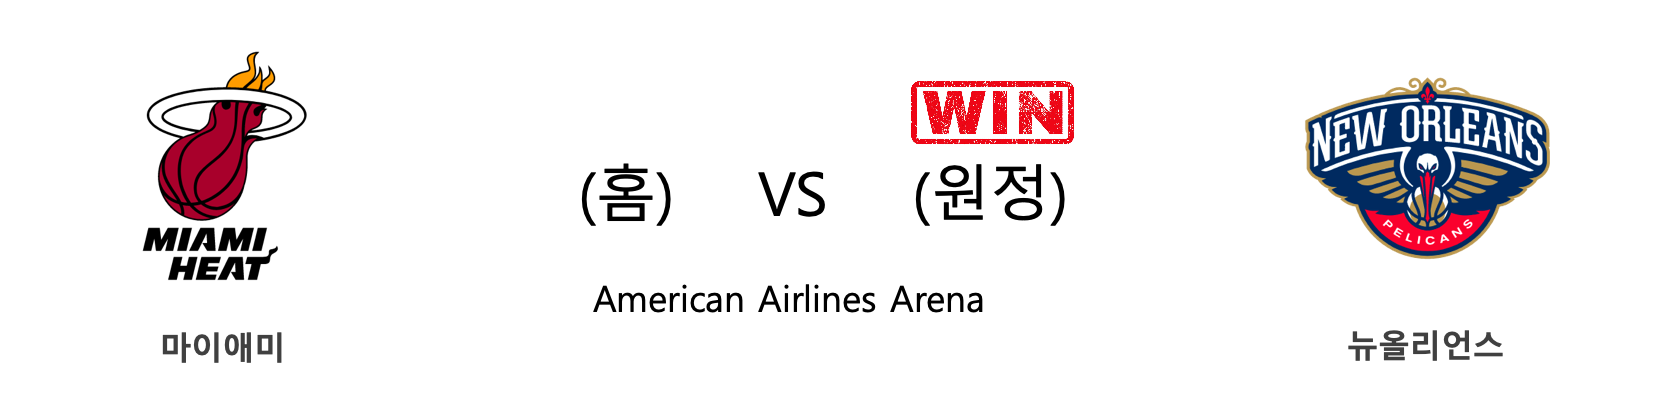 MIAMI
HEAT
마이애미
WIN
(홈) VS (원정)
American Airlines Arena
NEW ORLEANS
PELICANS
뉴올리언스